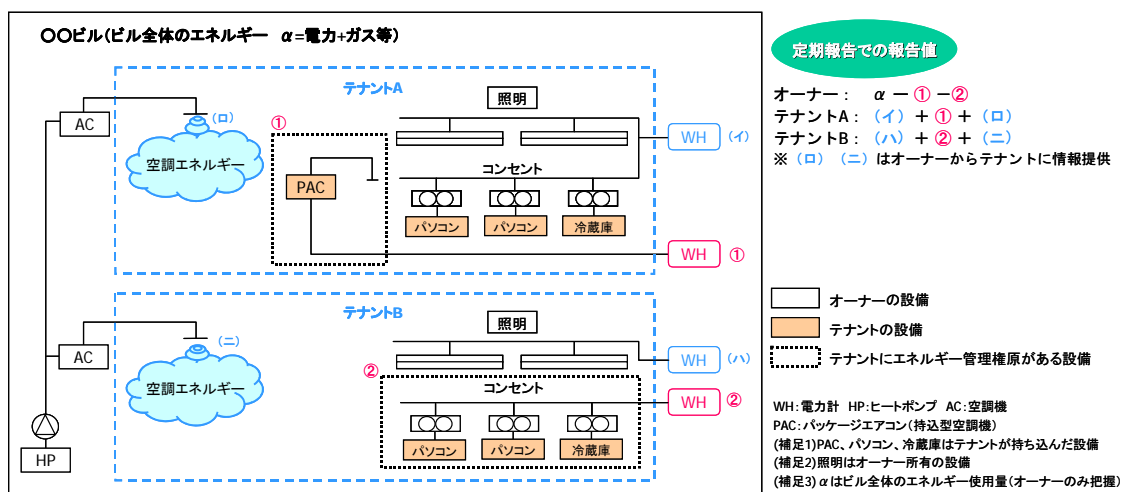 〇〇ビル(ビル全体のエネルギー α=電力+ガス等)
テナントA
照明
AC
(ロ)
①
空調エネルギー
WH (イ)
コンセント
PAC
パソコン パソコン 冷蔵庫
WH ①
テナントB
照明
AC
(ニ)
空調エネルギー
WH (ハ)
②
コンセント
WH ②
パソコン パソコン 冷蔵庫
HP
定期報告での報告値
オーナー: α － ① －②
テナントA: (イ) + ① + (ロ)
テナントB: (ハ) + ② + (ニ)
※(ロ) (ニ)はオーナーからテナントに情報提供
オーナーの設備
テナントの設備
テナントにエネルギー管理権原がある設備
WH:電力計 HP:ヒートポンプ AC:空調機
PAC:パッケージエアコン(持込型空調機)
(補足1)PAC、パソコン、冷蔵庫はテナントが持ち込んだ設備
(補足2)照明はオーナー所有の設備
(補足3)αはビル全体のエネルギー使用量(オーナーのみ把握)